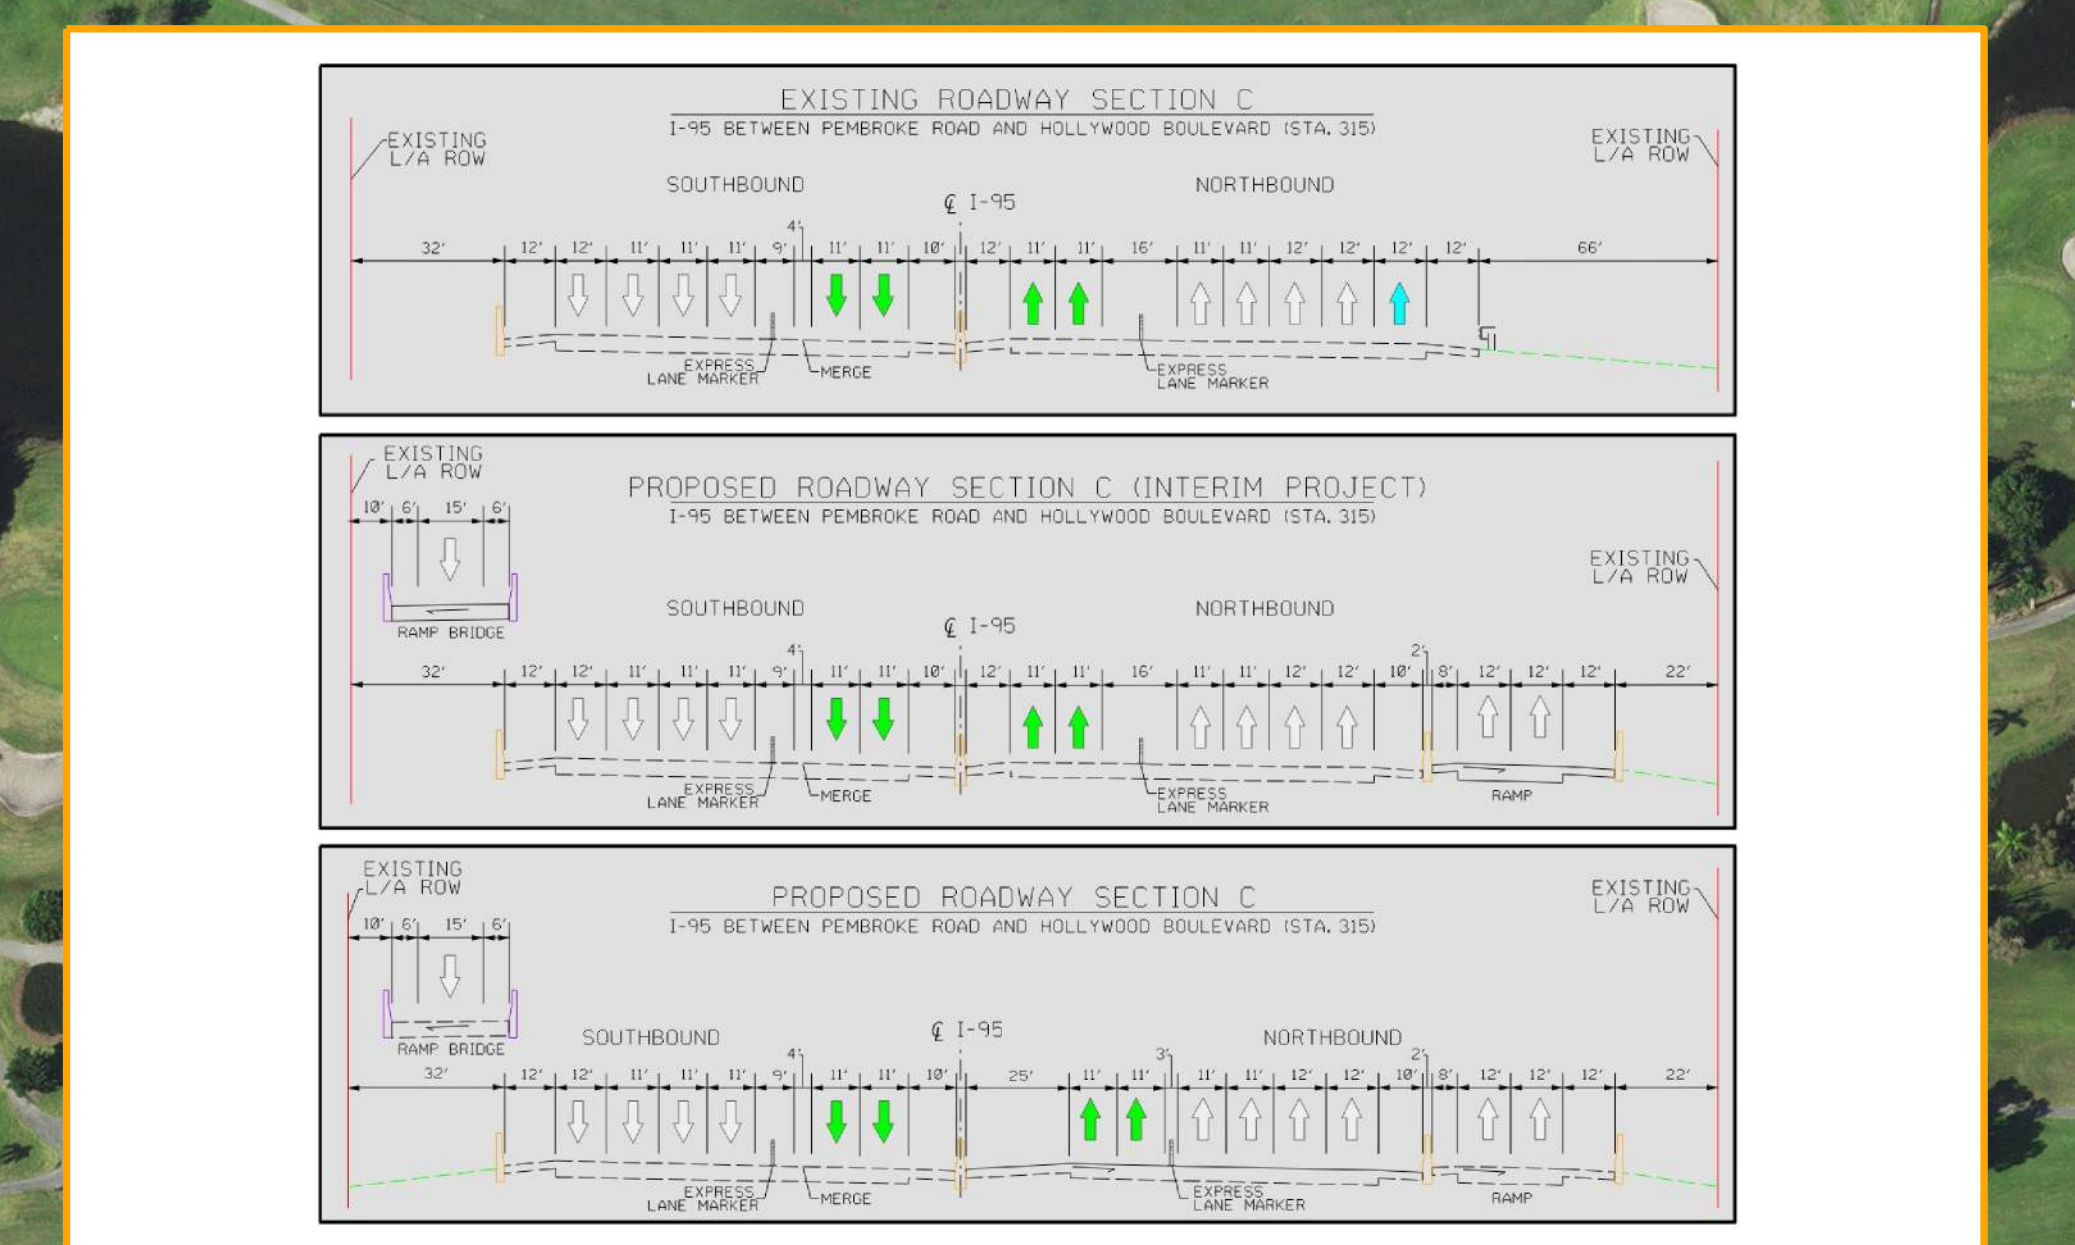 EXISTING ROADWAY SECTION C
I-95 BETWEEN PEMBROKE ROAD AND HOLLYWOOD BOULEVARD (STA. 315)
EXISTING
L/A ROW
EXISTING
L/A ROW
SOUTHBOUND
NORTHBOUND
℄ I-95
4'
32' 12' 12' 11' 11' 11' 9' 11' 11' 10' 12' 11' 11' 16' 11' 11' 12' 12' 12' 12' 66'
EXPRESS
LANE MARKER
MERGE
EXPRESS
LANE MARKER
EXISTING
L/A ROW
PROPOSED ROADWAY SECTION C (INTERIM PROJECT)
I-95 BETWEEN PEMBROKE ROAD AND HOLLYWOOD BOULEVARD (STA. 315)
10' 6' 15' 6'
EXISTING
L/A ROW
RAMP BRIDGE
SOUTHBOUND
NORTHBOUND
℄ I-95
4'
2'
32' 12' 12' 11' 11' 11' 9' 11' 11' 10' 12' 11' 11' 16' 11' 11' 12' 12' 10' 8' 12' 12' 12' 22'
EXPRESS
LANE MARKER
MERGE
EXPRESS
LANE MARKER
RAMP
EXISTING
L/A ROW
PROPOSED ROADWAY SECTION C
I-95 BETWEEN PEMBROKE ROAD AND HOLLYWOOD BOULEVARD (STA. 315)
EXISTING
L/A ROW
10' 6' 15' 6'
RAMP BRIDGE
SOUTHBOUND
℄ I-95
NORTHBOUND
4'
3'
2'
32' 12' 12' 11' 11' 11' 9' 11' 11' 10' 25' 11' 11' 11' 11' 12' 12' 10' 8' 12' 12' 12' 22'
EXPRESS
LANE MARKER
MERGE
EXPRESS
LANE MARKER
RAMP